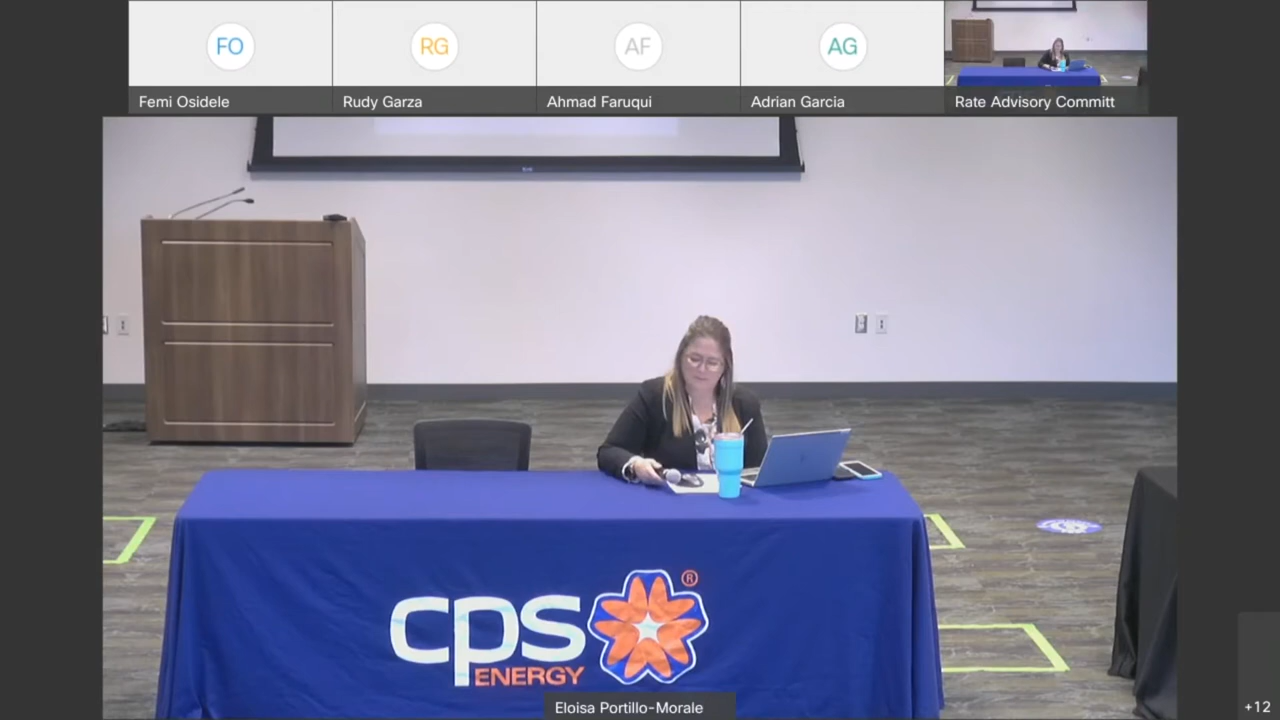 FO
RG
AF
AG
Femi Osidele
Rudy Garza
Ahmad Faruqui
Adrian Garcia
Rate Advisory Committ
cps
ENERGY
®
Eloisa Portillo-Morale
+12